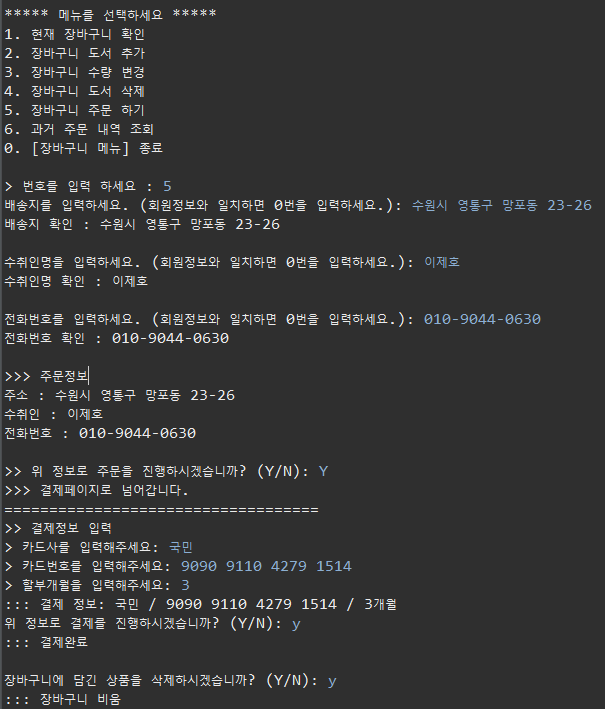 ***** 메뉴를 선택하세요 *****
1. 현재 장바구니 확인
2. 장바구니 도서 추가
3. 장바구니 수량 변경
4. 장바구니 도서 삭제
5. 장바구니 주문 하기
6. 과거 주문 내역 조회
0. [장바구니 메뉴] 종료
> 번호를 입력 하세요 : 5
배송지를 입력하세요. (회원정보와 일치하면 0번을 입력하세요.): 수원시 영통구 망포동 23-26
배송지 확인 : 수원시 영통구 망포동 23-26
수취인명을 입력하세요. (회원정보와 일치하면 0번을 입력하세요.): 이제호
수취인명 확인 : 이제호
전화번호를 입력하세요. (회원정보와 일치하면 0번을 입력하세요.): 010-9044-0630
전화번호 확인 : 010-9044-0630
>>> 주문정보
주소 : 수원시 영통구 망포동 23-26
수취인 : 이제호
전화번호 : 010-9044-0630
>> 위 정보로 주문을 진행하시겠습니까? (Y/N): Y
>>> 결제페이지로 넘어갑니다.
===================================
>> 결제정보 입력
> 카드사를 입력해주세요: 국민
> 카드번호를 입력해주세요: 9090 9110 4279 1514
> 할부개월을 입력해주세요: 3
::: 결제 정보: 국민 / 9090 9110 4279 1514 / 3개월
위 정보로 결제를 진행하시겠습니까? (Y/N): y
::: 결제완료
장바구니에 담긴 상품을 삭제하시겠습니까? (Y/N): y
::: 장바구니 비움